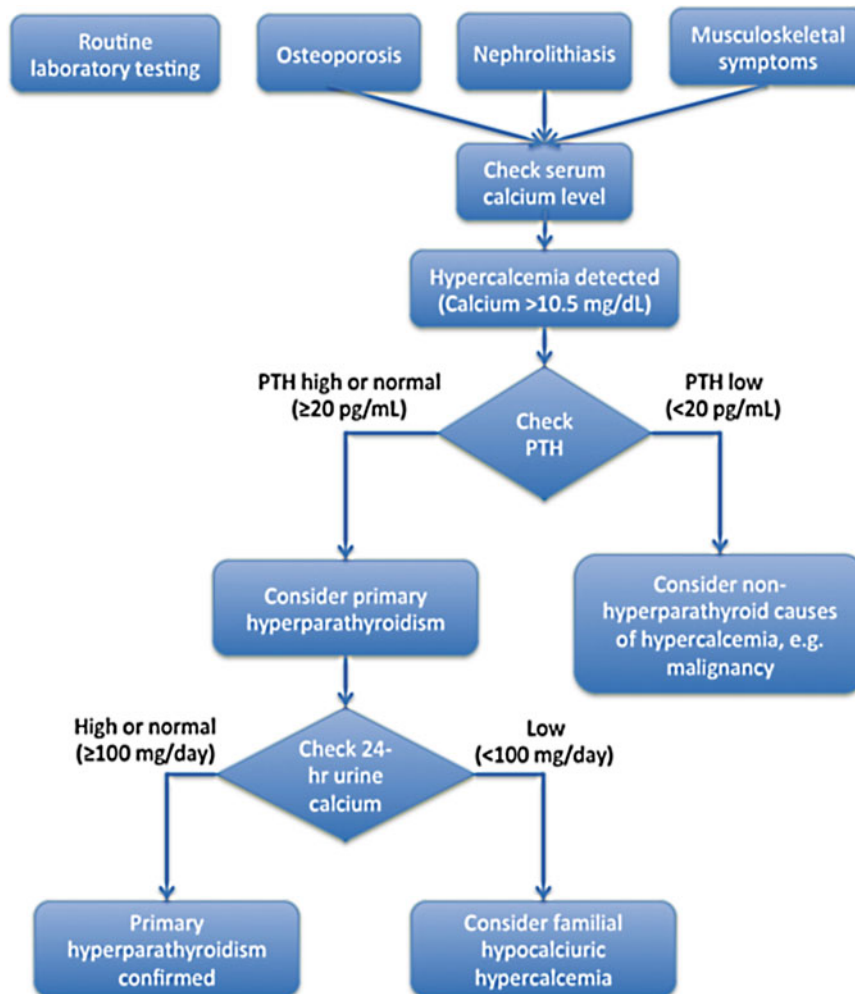 Routine
laboratory testing
Osteoporosis
Nephrolithiasis
Musculoskeletal
symptoms
Check serum
calcium level
Hypercalcemia detected
(Calcium >10.5 mg/dL)
PTH high or normal
(≥20 pg/mL)
PTH low
(<20 pg/mL)
Check
PTH
Consider primary
hyperparathyroidism
Consider non-
hyperparathyroid causes
of hypercalcemia, e.g.
malignancy
High or normal
(≥100 mg/day)
Low
(<100 mg/day)
Check 24-
hr urine
calcium
Primary
hyperparathyroidism
confirmed
Consider familial
hypocalciuric
hypercalcemia